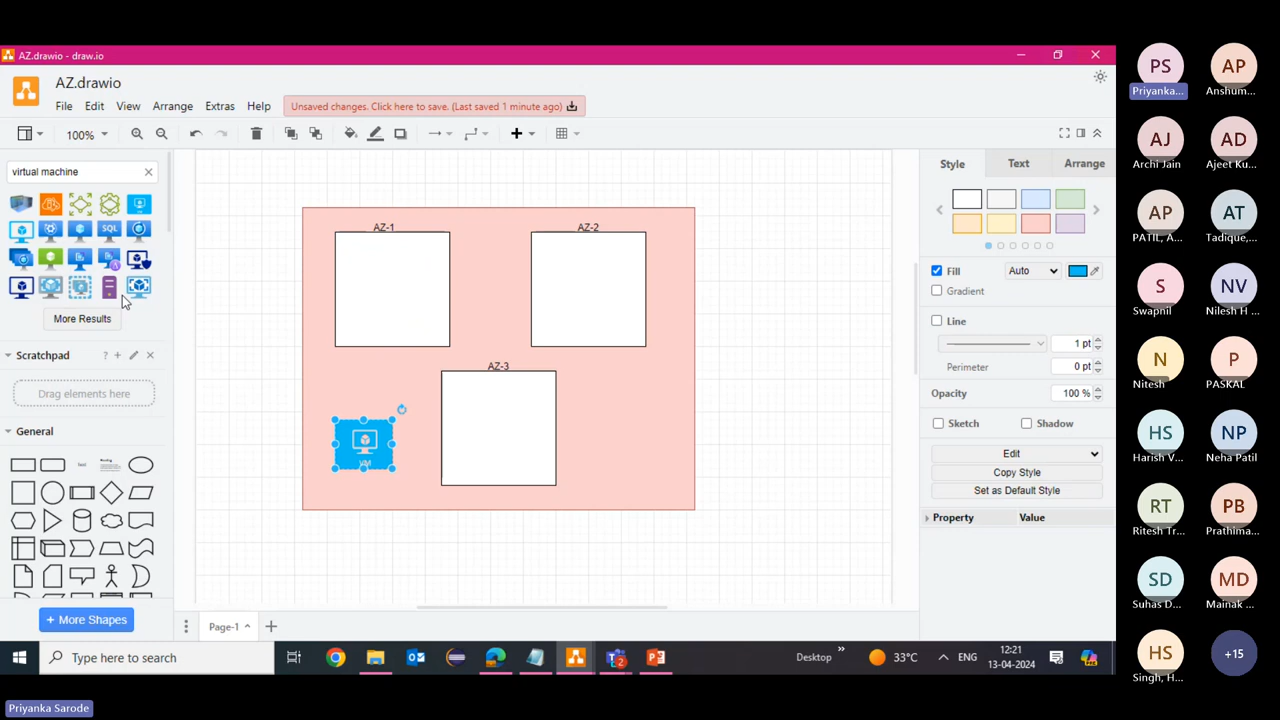 AZ.drawio - draw.io
AZ.drawio
File Edit View Arrange Extras Help
Unsaved changes. Click here to save. (Last saved 1 minute ago)
100%
virtual machine
SQL
More Results
Scratchpad
?
Drag elements here
General
+ More Shapes
AZ-1
AZ-2
AZ-3
VM
Page-1
Style Text Arrange
Fill Auto
Gradient
Line
1 pt
Perimeter 0 pt
Opacity 100 %
Sketch Shadow
Edit
Copy Style
Set as Default Style
Property Value
Type here to search
2
Desktop
33°C
ENG
12:21
13-04-2024
PS
Priyanka...
AP
Anshum...
AJ
Archi Jain
AD
Ajeet Ku...
AP
PATIL, A...
AT
Tadique,...
S
Swapnil
NV
Nilesh H ...
N
Nitesh
P
PASKAL
HS
Harish V...
NP
Neha Patil
RT
Ritesh Tr...
PB
Prathima...
SD
Suhas D...
MD
Mainak ...
HS
Singh, H...
+15
Priyanka Sarode